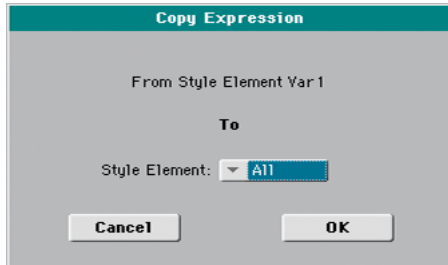 Copy Expression
From Style Element Var1
To
Style Element: All
Cancel OK